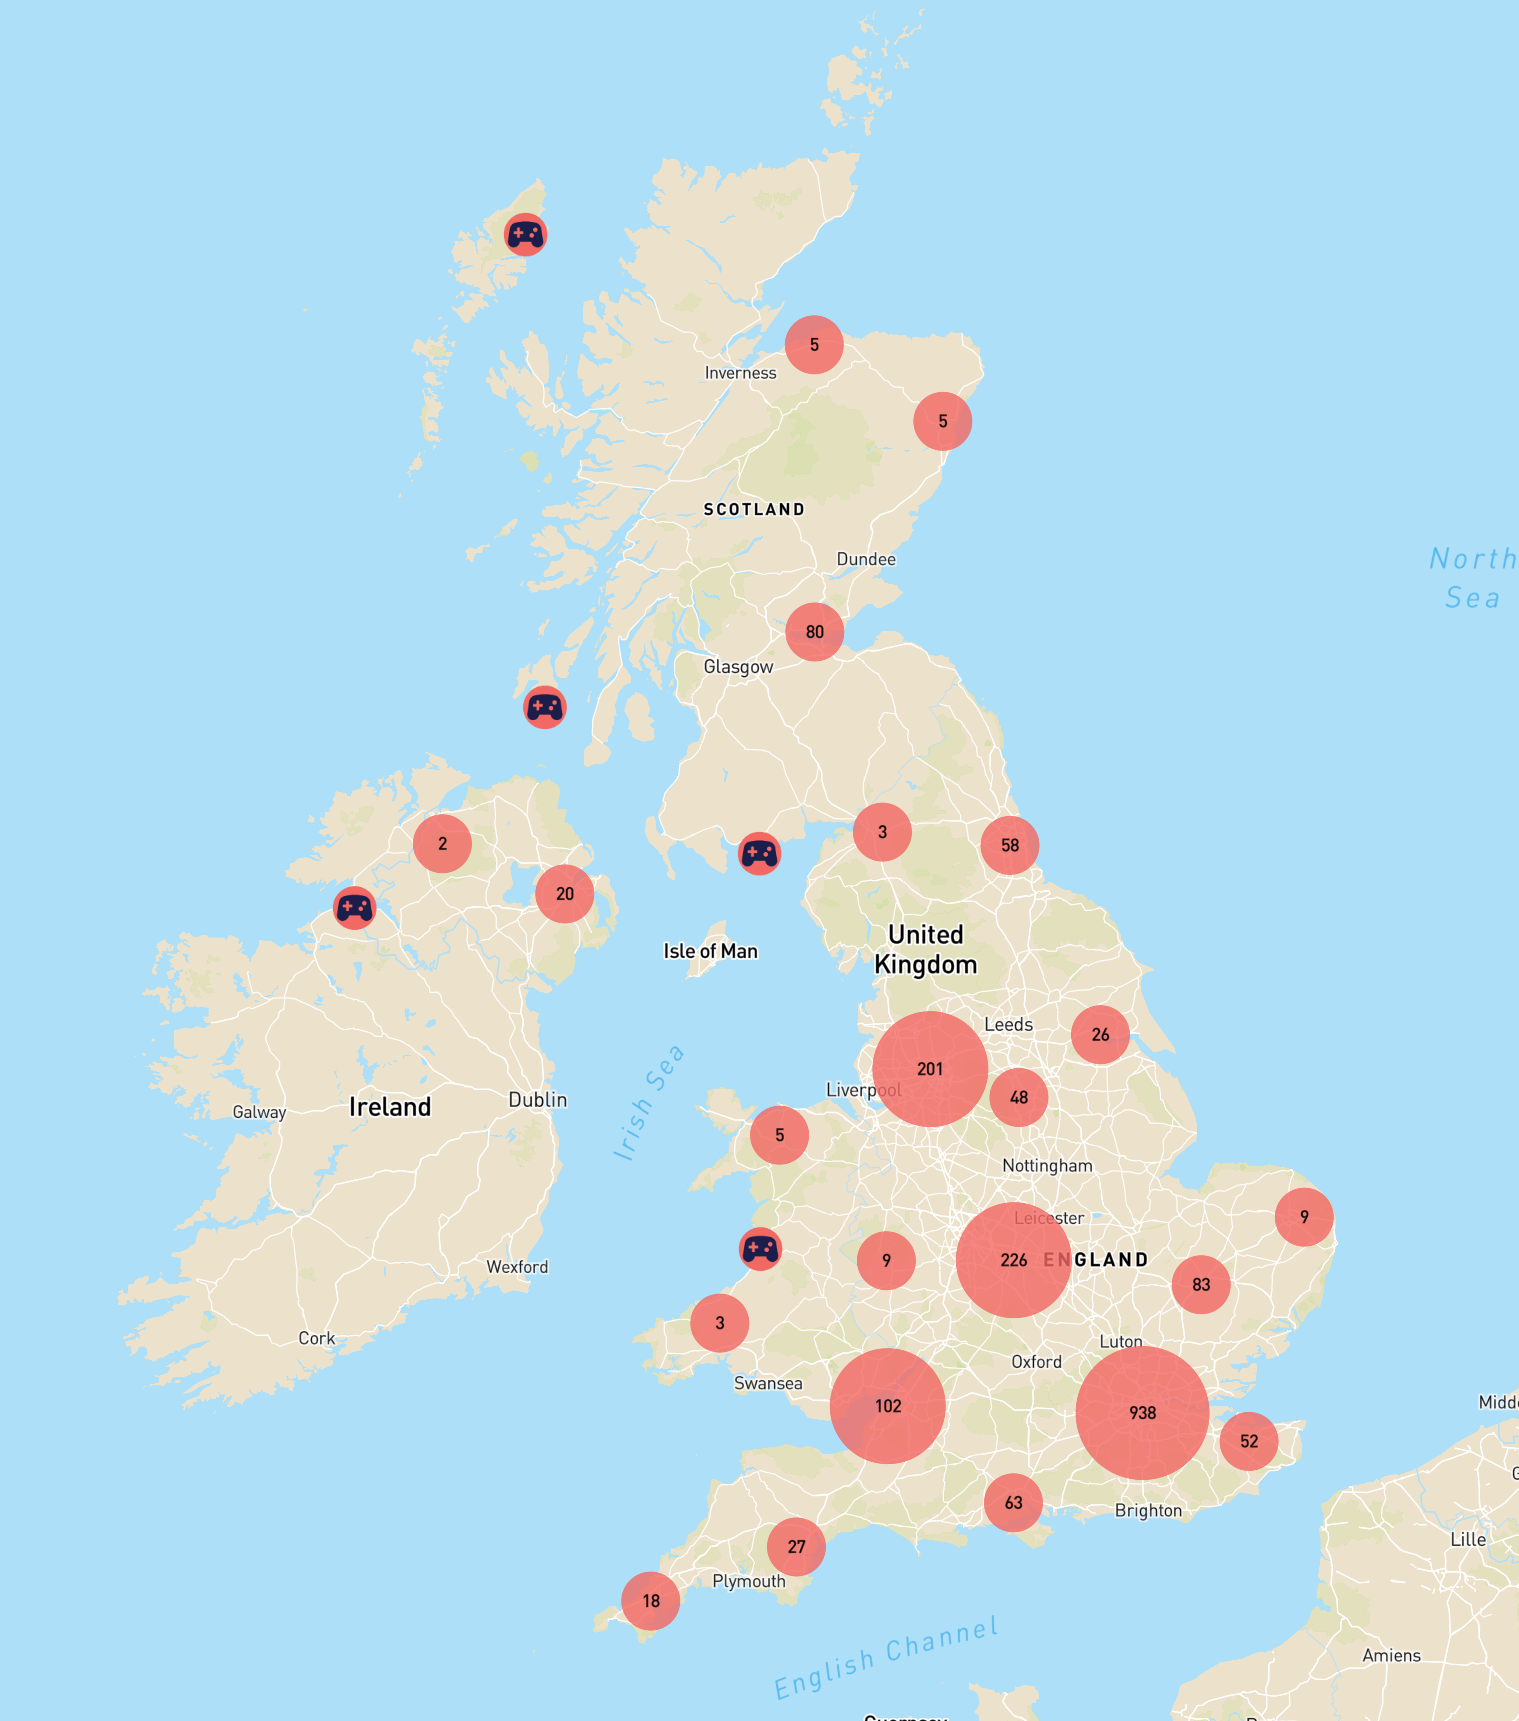 5
Inverness
5
SCOTLAND
Dundee
North
Sea
80
Glasgow
3
58
2
20
United
Kingdom
Isle of Man
Leeds
26
201
Liverpool
48
Irish Sea
Dublin
Ireland
Galway
5
Nottingham
Leicester
9
9
226
ENGLAND
83
Wexford
3
Cork
Luton
Oxford
Swansea
102
938
Midd
52
G
63
Brighton
Lille
27
Plymouth
18
English Channel
Amiens